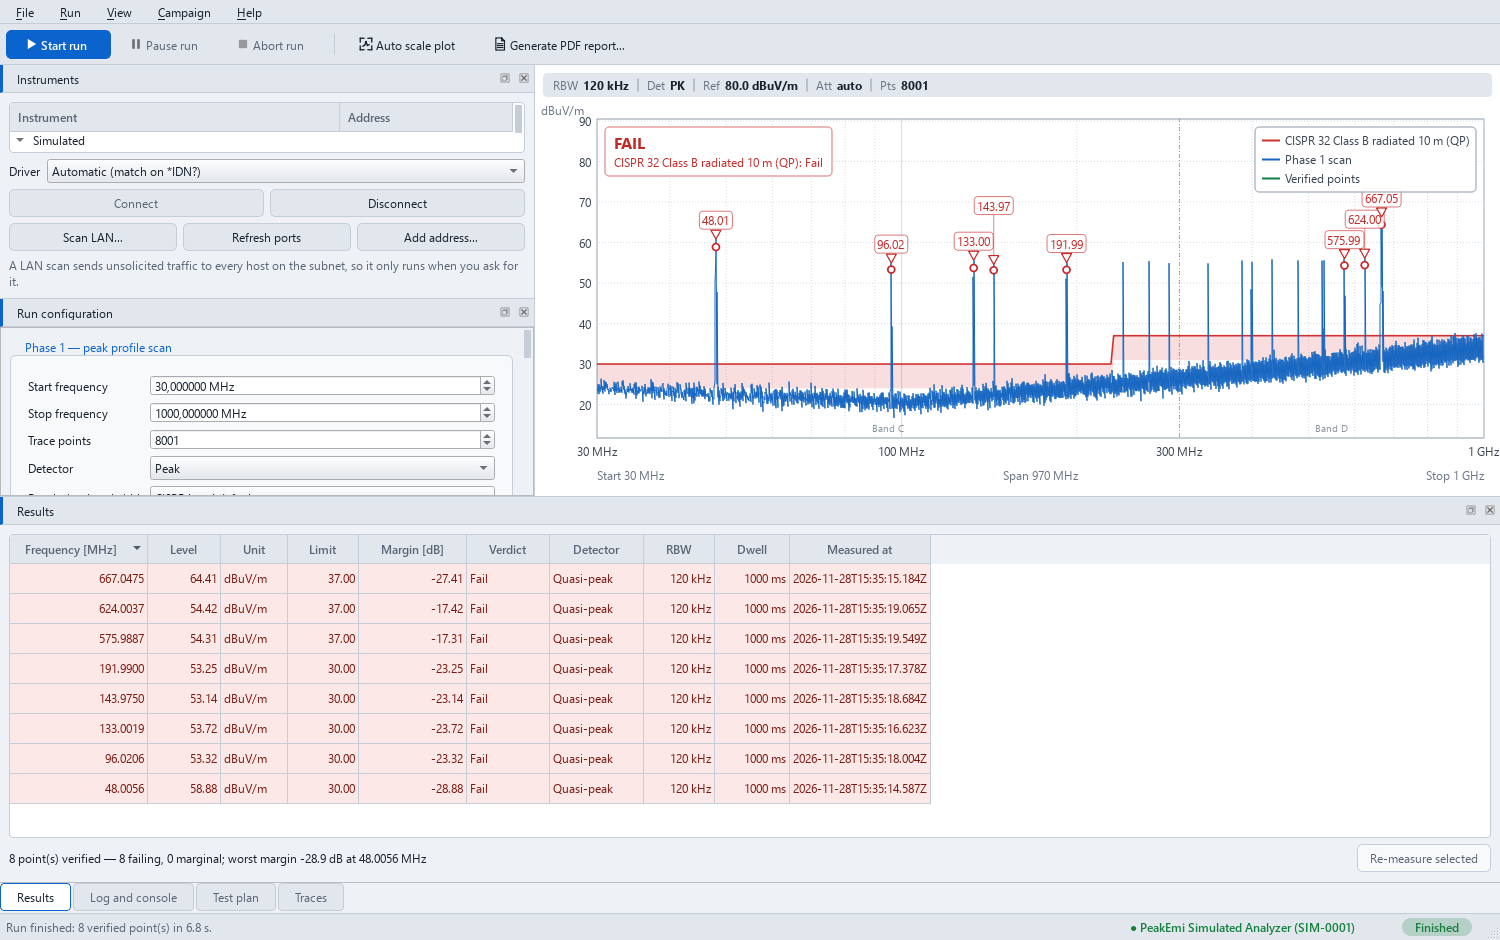 File Run View Campaign Help
Start run Pause run Abort run Auto scale plot Generate PDF report...
Instruments
Instrument Address
Simulated
Driver Automatic (match on *IDN?)
Connect Disconnect
Scan LAN... Refresh ports Add address...
A LAN scan sends unsolicited traffic to every host on the subnet, so it only runs when you ask for
it.
Run configuration
Phase 1 — peak profile scan
Start frequency 30,000000 MHz
Stop frequency 1000,000000 MHz
Trace points 8001
Detector Peak
RBW 120 kHz Det PK Ref 80.0 dBuV/m Att auto Pts 8001
dBuV/m
90
80
70
60
50
40
30
20
FAIL
CISPR 32 Class B radiated 10 m (QP): Fail
CISPR 32 Class B radiated 10 m (QP)
Phase 1 scan
Verified points
48.01
96.02
133.00
143.97
191.99
575.99
624.00
667.05
Band C
Band D
30 MHz 100 MHz 300 MHz 1 GHz
Start 30 MHz Span 970 MHz Stop 1 GHz
Results
Frequency [MHz] Level Unit Limit Margin [dB] Verdict Detector RBW Dwell Measured at
667.0475 64.41 dBuV/m 37.00 -27.41 Fail Quasi-peak 120 kHz 1000 ms 2026-11-28T15:35:15.184Z
624.0037 54.42 dBuV/m 37.00 -17.42 Fail Quasi-peak 120 kHz 1000 ms 2026-11-28T15:35:19.065Z
575.9887 54.31 dBuV/m 37.00 -17.31 Fail Quasi-peak 120 kHz 1000 ms 2026-11-28T15:35:19.549Z
191.9900 53.25 dBuV/m 30.00 -23.25 Fail Quasi-peak 120 kHz 1000 ms 2026-11-28T15:35:17.378Z
143.9750 53.14 dBuV/m 30.00 -23.14 Fail Quasi-peak 120 kHz 1000 ms 2026-11-28T15:35:18.684Z
133.0019 53.72 dBuV/m 30.00 -23.72 Fail Quasi-peak 120 kHz 1000 ms 2026-11-28T15:35:16.623Z
96.0206 53.32 dBuV/m 30.00 -23.32 Fail Quasi-peak 120 kHz 1000 ms 2026-11-28T15:35:18.004Z
48.0056 58.88 dBuV/m 30.00 -28.88 Fail Quasi-peak 120 kHz 1000 ms 2026-11-28T15:35:14.587Z
8 point(s) verified — 8 failing, 0 marginal; worst margin -28.9 dB at 48.0056 MHz
Re-measure selected
Results Log and console Test plan Traces
Run finished: 8 verified point(s) in 6.8 s.
● PeakEmi Simulated Analyzer (SIM-0001) Finished